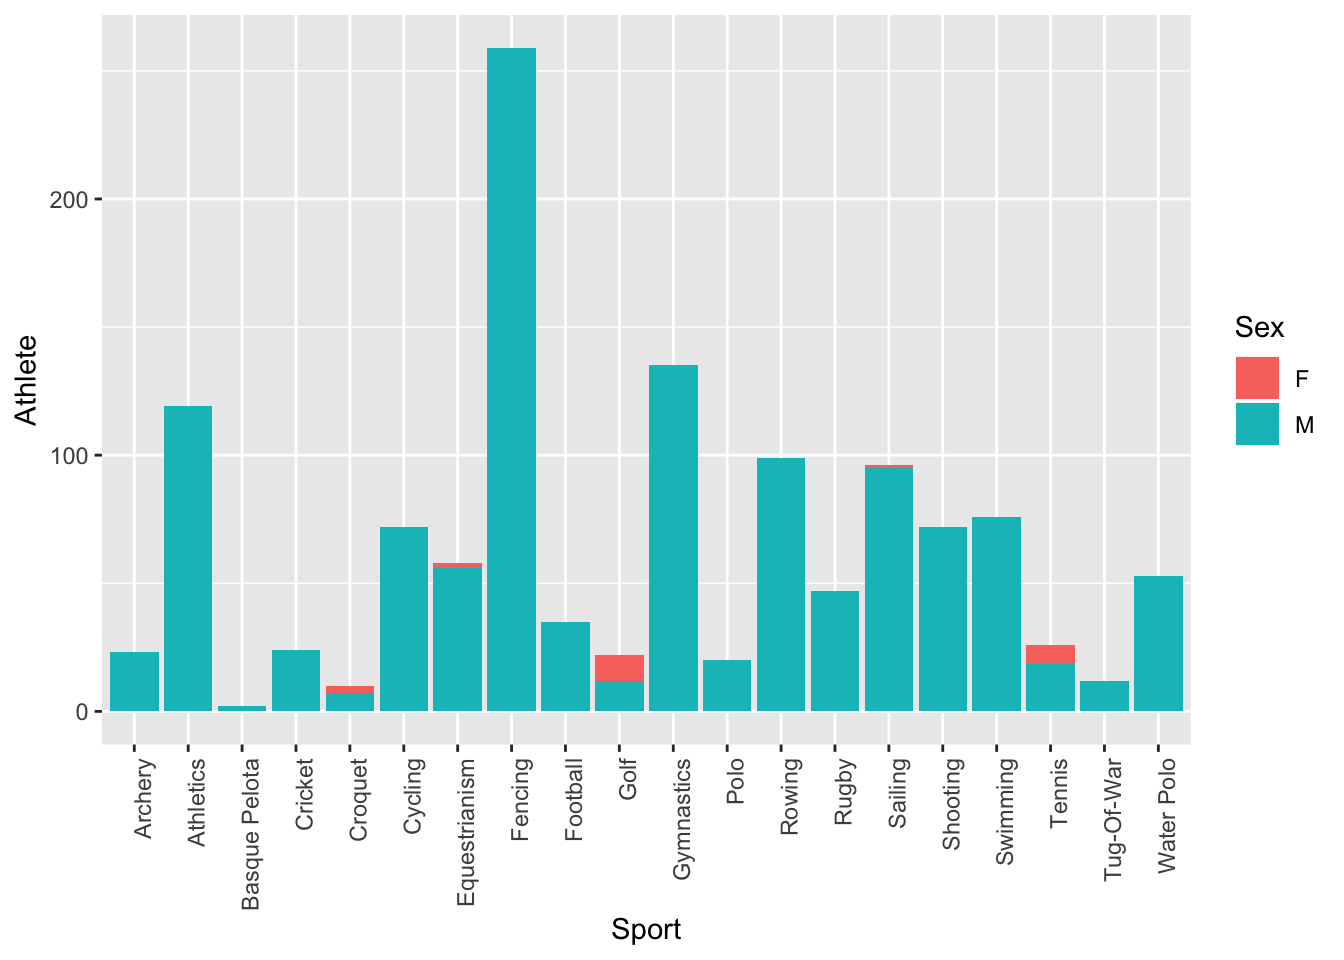 200
100
0
Athlete
Archery
Athletics
Basque Pelota
Cricket
Croquet
Cycling
Equestrianism
Fencing
Football
Golf
Gymnastics
Polo
Rowing
Rugby
Sailing
Shooting
Swimming
Tennis
Tug-Of-War
Water Polo
Sport
Sex
F
M